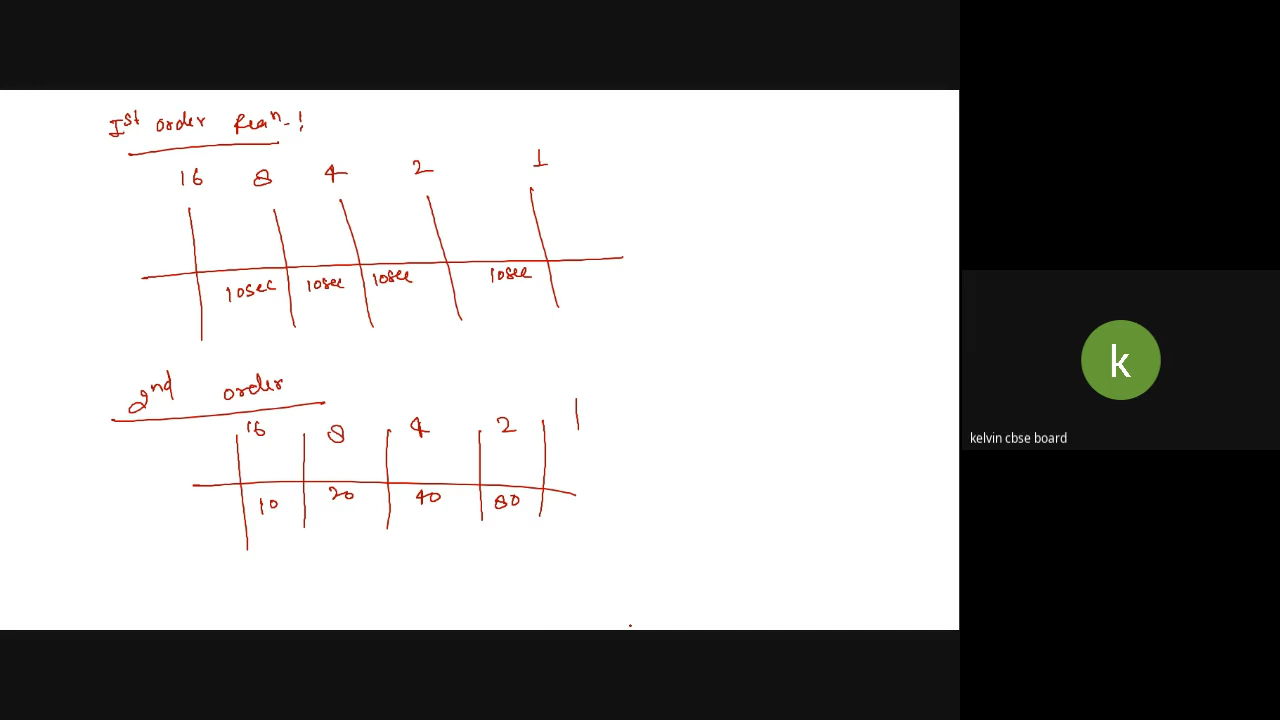 Ist order Reaⁿ-!
16 8 4 2 1
10sec 10sec 10sec 10sec
2nd order
16 8 4 2 1
10 20 40 80
k
kelvin cbse board